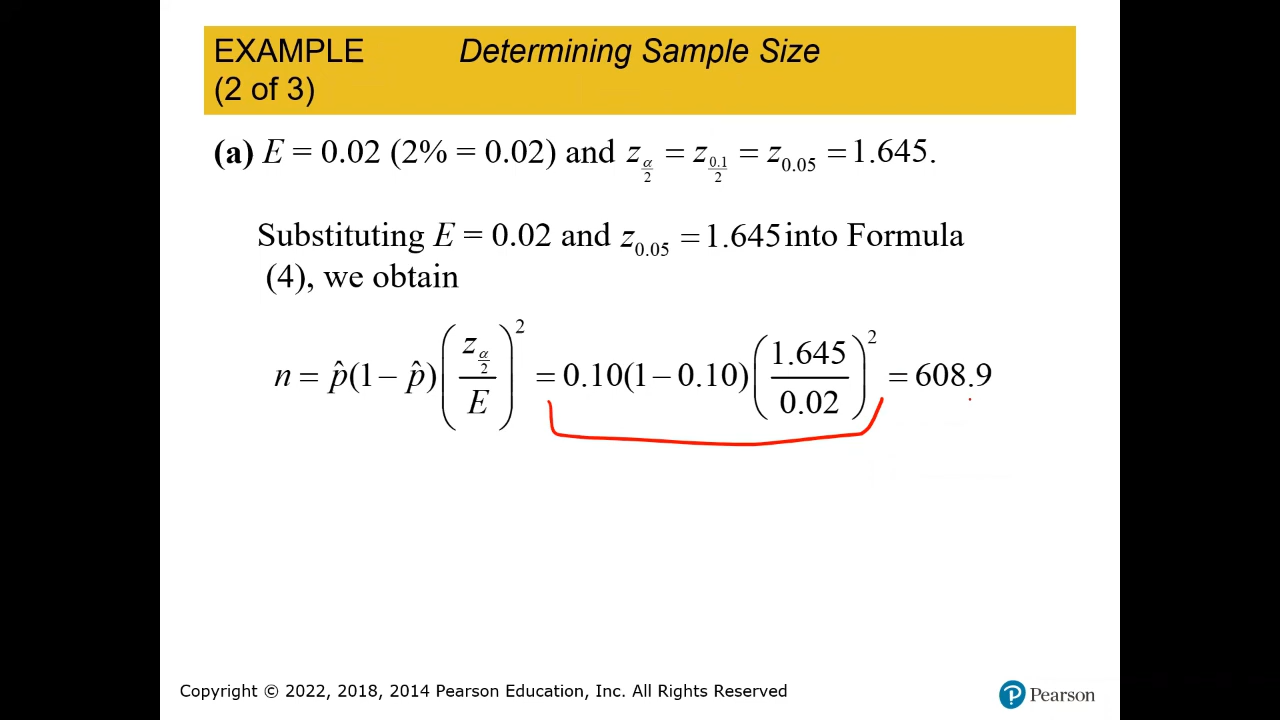 EXAMPLE Determining Sample Size
(2 of 3)
(a) E = 0.02 (2% = 0.02) and z_{α/2} = z_{0.1/2} = z_{0.05} = 1.645.
Substituting E = 0.02 and z_{0.05} = 1.645 into Formula
(4), we obtain
n = p̂(1 − p̂)(z_{α/2}/E)² = 0.10(1 − 0.10)(1.645/0.02)² = 608.9
Copyright © 2022, 2018, 2014 Pearson Education, Inc. All Rights Reserved
P Pearson